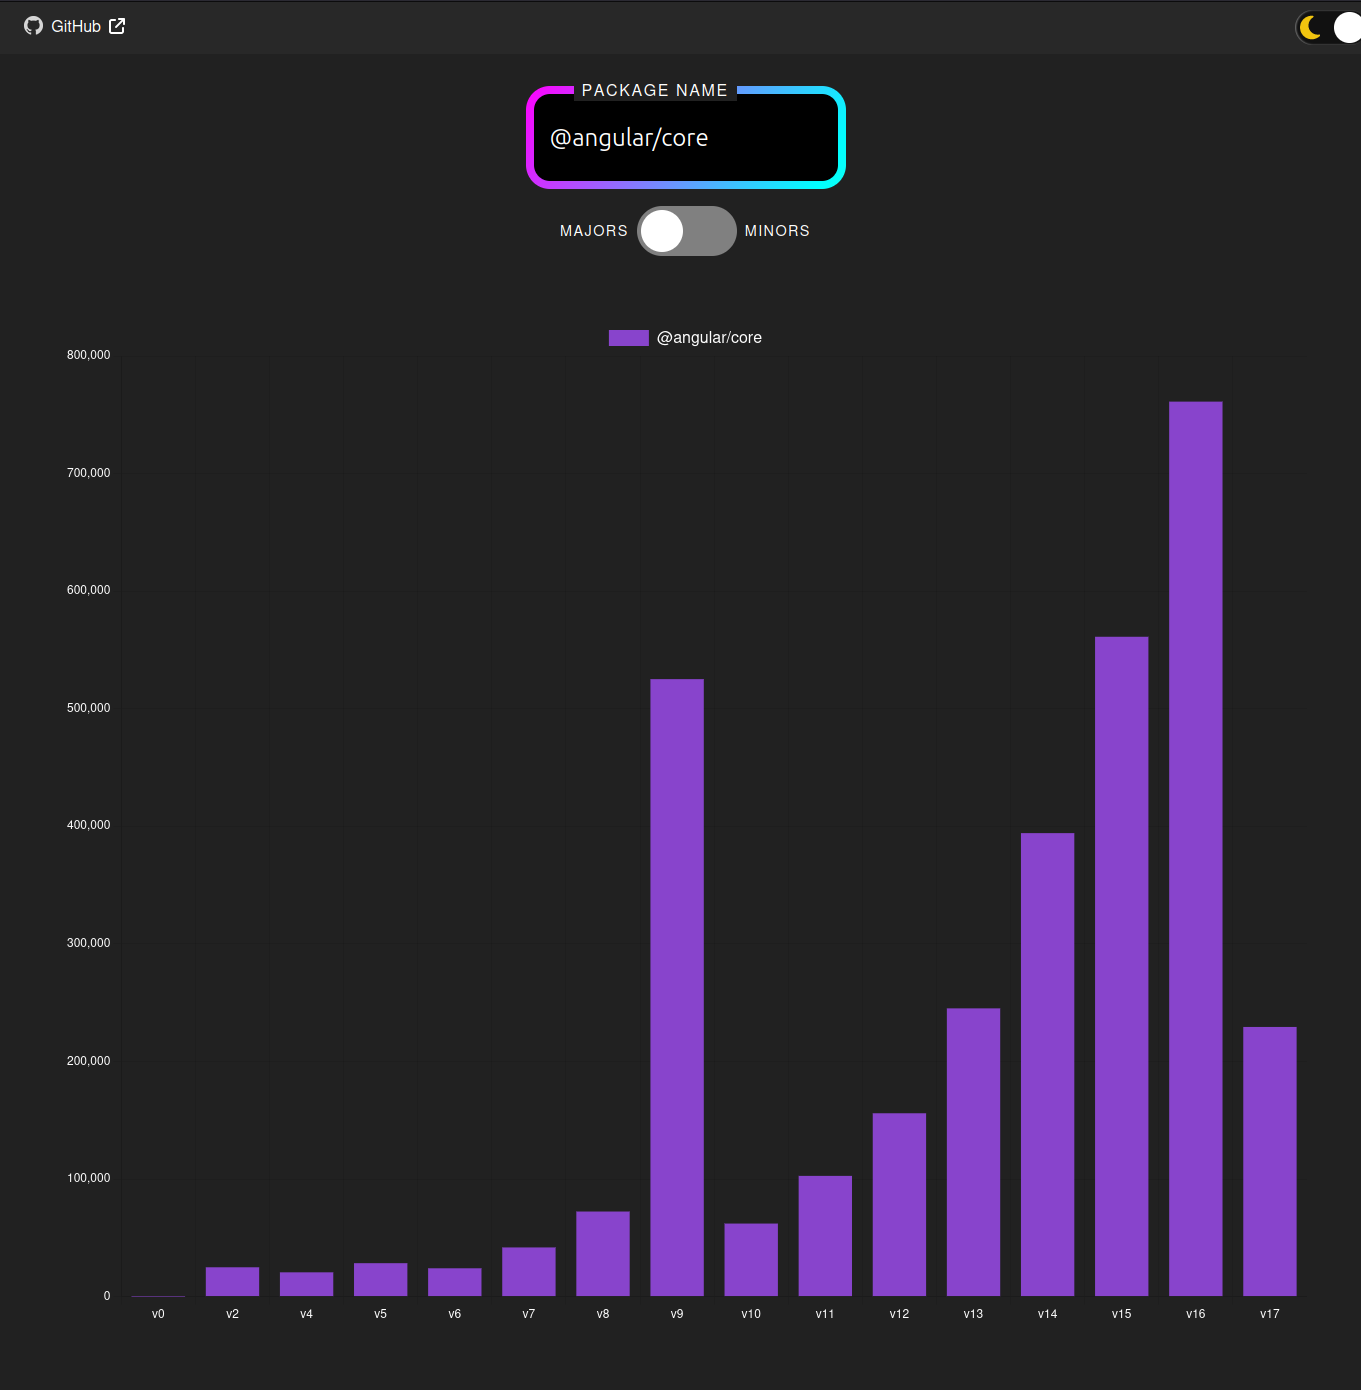 GitHub
PACKAGE NAME
@angular/core
MAJORS MINORS
@angular/core
800,000
700,000
600,000
500,000
400,000
300,000
200,000
100,000
0
v0 v2 v4 v5 v6 v7 v8 v9 v10 v11 v12 v13 v14 v15 v16 v17